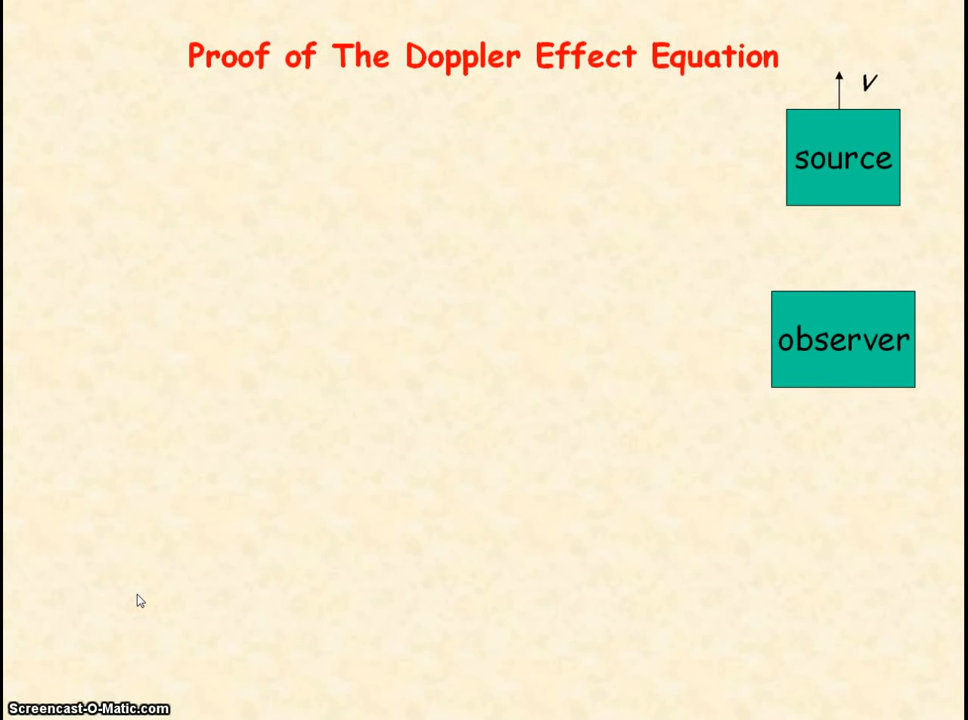 Proof of The Doppler Effect Equation
v
source
observer
Screencast-O-Matic.com